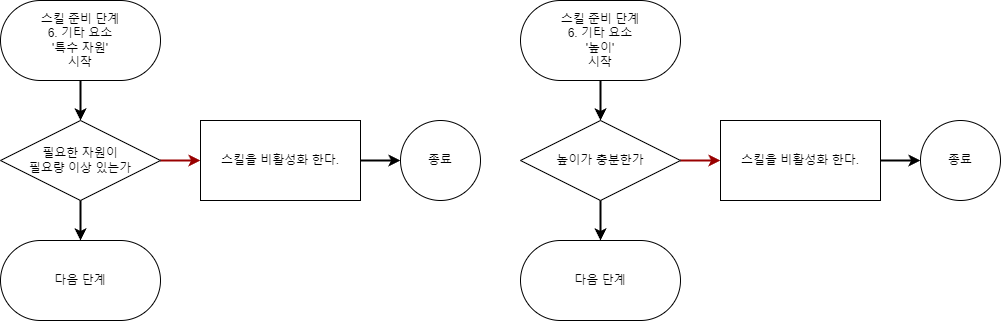 스킬 준비 단계
6. 기타 요소
'특수 자원'
시작
필요한 자원이
필요량 이상 있는가
스킬을 비활성화 한다.
종료
다음 단계
스킬 준비 단계
6. 기타 요소
'높이'
시작
높이가 충분한가
스킬을 비활성화 한다.
종료
다음 단계